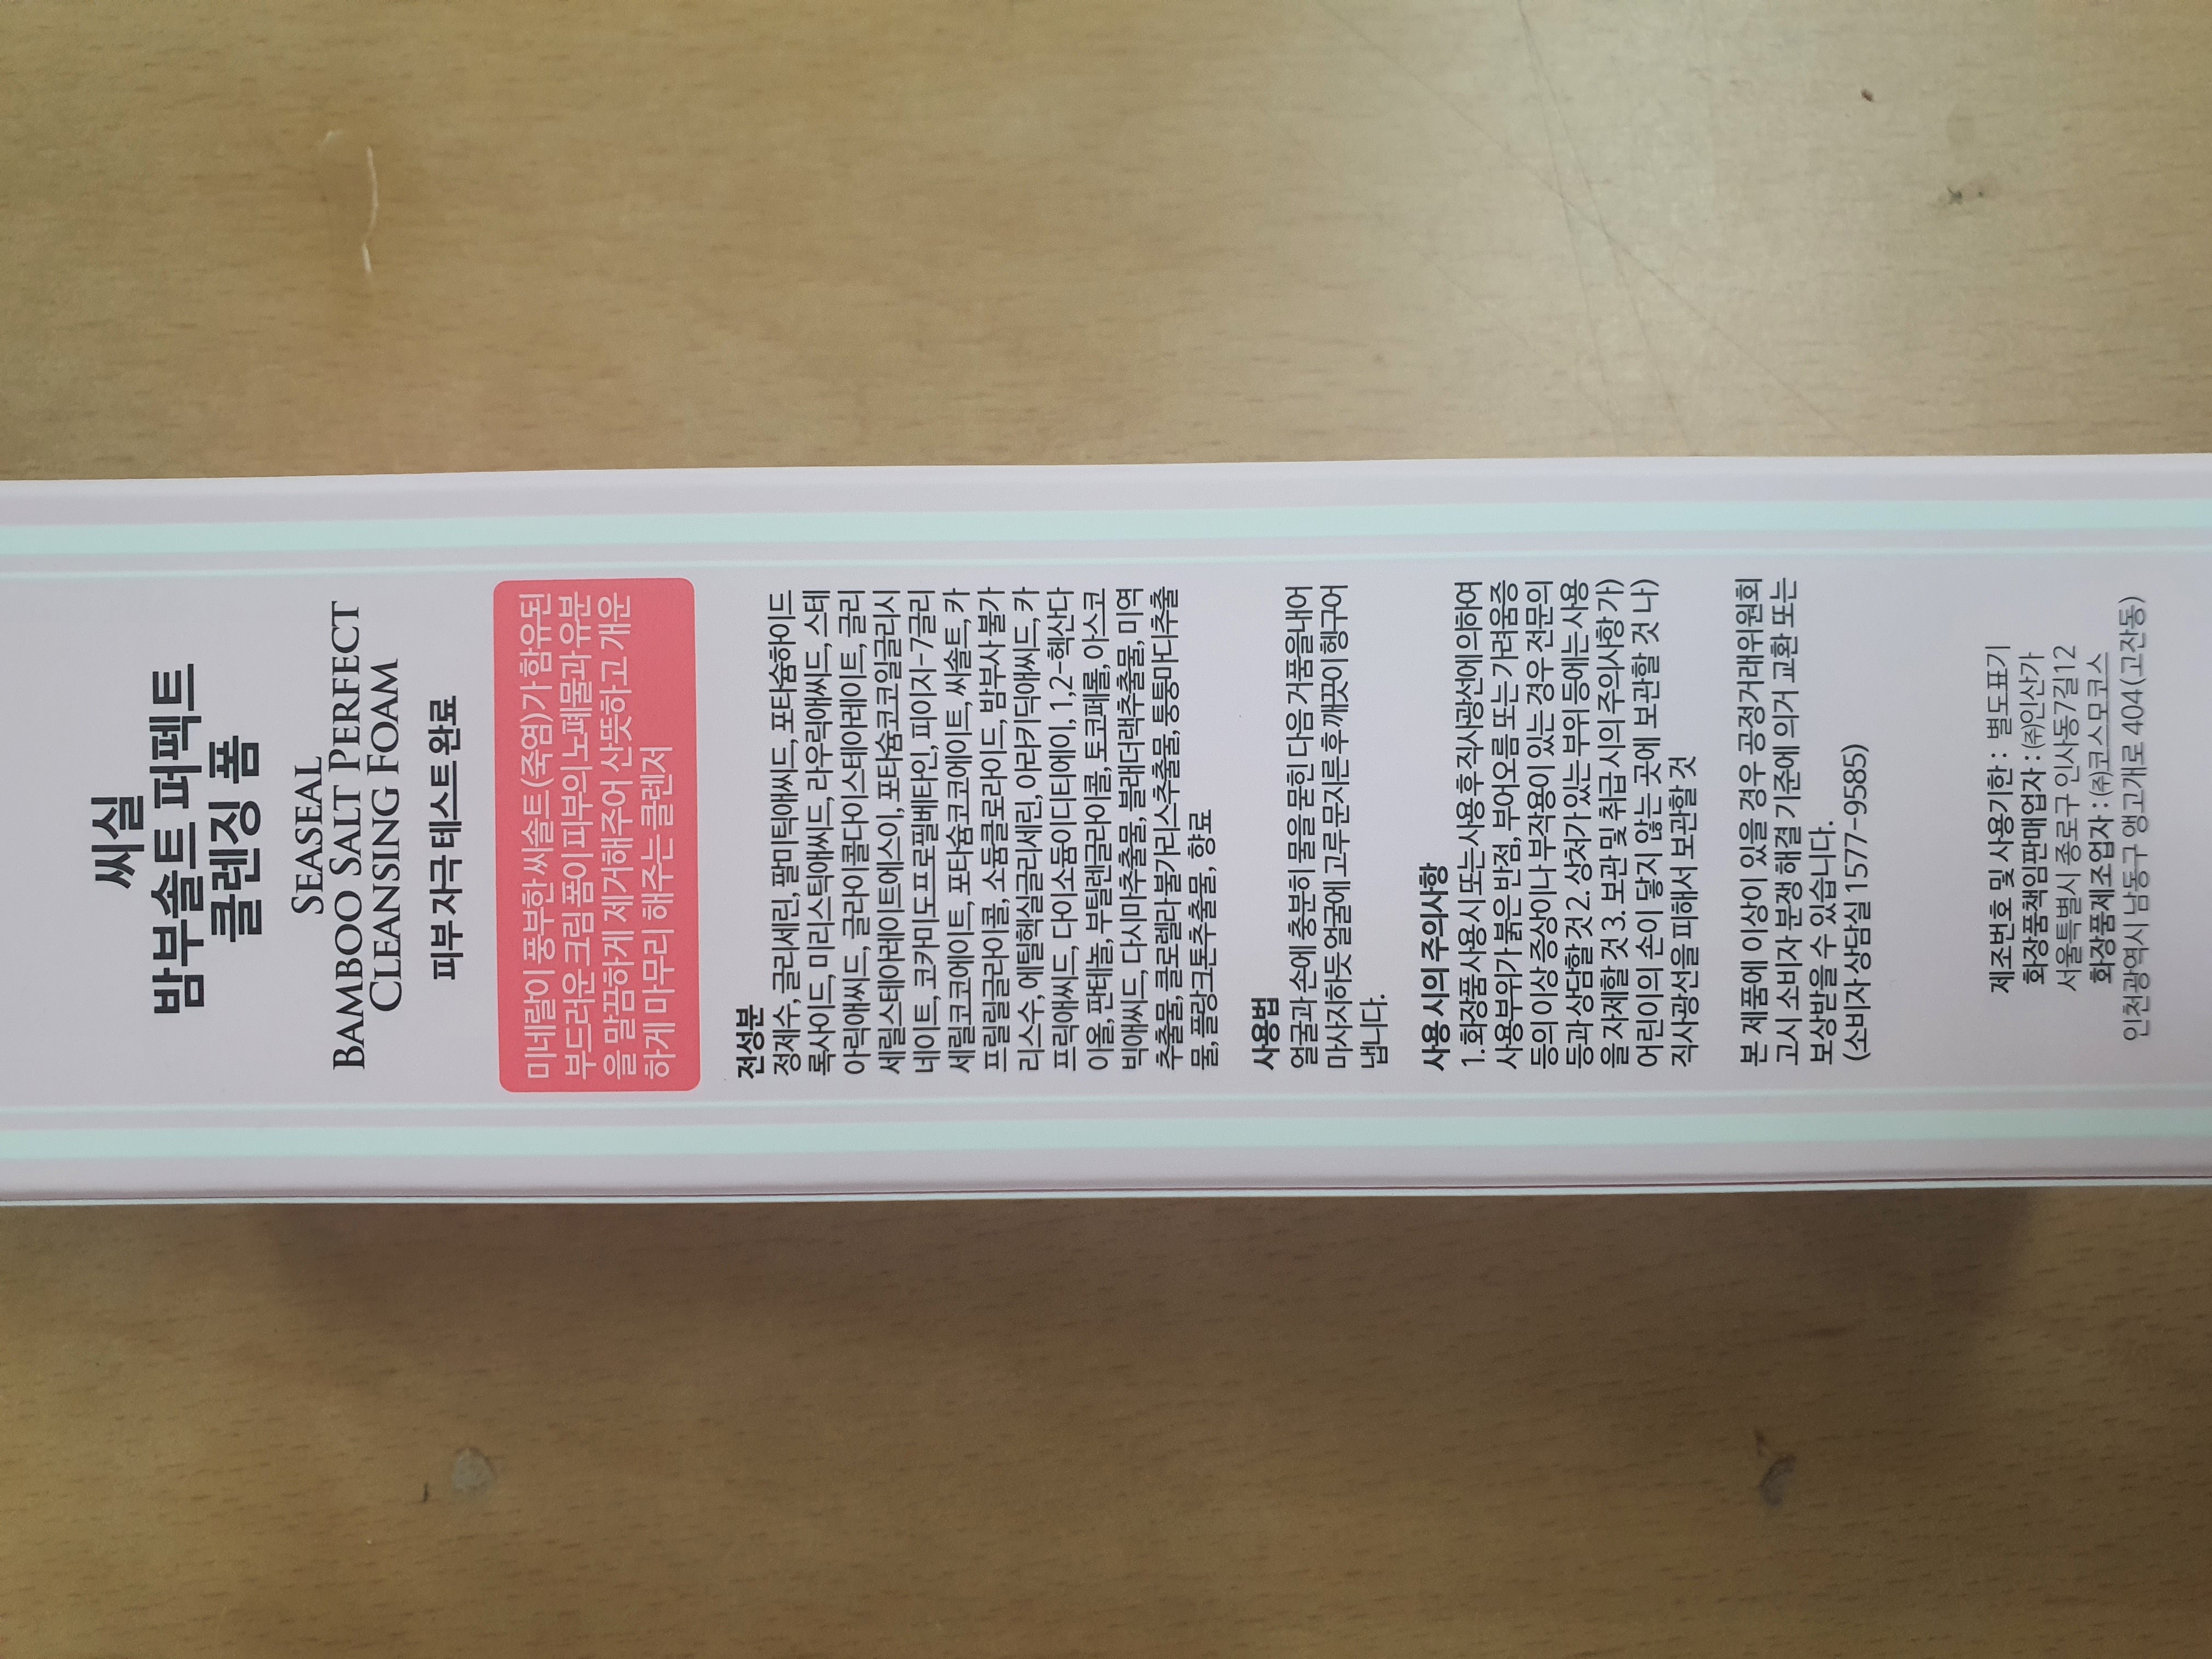 씨실
밤부솔트 퍼펙트
클렌징 폼
SEASEAL
BAMBOO SALT PERFECT
CLEANSING FOAM
피부 자극 테스트 완료
미네랄이 풍부한 씨솔트(죽염)가 함유된
부드러운 크림 폼이 피부의 노폐물과 유분
을 말끔하게 제거해주어 산뜻하고 개운
하게 마무리 해주는 클렌저
전성분
정제수, 글리세린, 팔미틱애씨드, 포타슘하이드
록사이드, 미리스틱애씨드, 라우릭애씨드, 스테
아릭애씨드, 글라이콜다이스테아레이트, 글리
세릴스테아레이트에스이, 포타슘코코일글리시
네이트, 코카미도프로필베타인, 피이지-7글리
세릴코코에이트, 포타슘코코에이트, 씨솔트, 카
프릴릴글라이콜, 소듐클로라이드, 밤부사 불가
리스수, 에틸헥실글리세린, 아라키딕애씨드, 카
프릭애씨드, 다이소듐이디티에이, 1,2-헥산다
이올, 판테놀, 부틸렌글라이콜, 토코페롤, 아스코
빅애씨드, 다시마추출물, 블래더랙추출물, 미역
추출물, 클로렐라 불가리스추출물, 퉁퉁마디추출
물, 플랑크톤추출물, 향료
사용법
얼굴과 손에 충분히 물을 묻힌 다음 거품을 내어
마사지하듯 얼굴에 고루 문지른 후 깨끗이 헹구어
냅니다.
사용 시의 주의사항
1. 화장품 사용 시 또는 사용 후 직사광선에 의하여
사용부위가 붉은 반점, 부어오름 또는 가려움증
등의 이상 증상이나 부작용이 있는 경우 전문의
등과 상담할 것 2. 상처가 있는 부위 등에는 사용
을 자제할 것 3. 보관 및 취급 시의 주의사항 가)
어린이의 손이 닿지 않는 곳에 보관할 것 나)
직사광선을 피해서 보관할 것
본 제품에 이상이 있을 경우 공정거래위원회
고시 소비자 분쟁 해결 기준에 의거 교환 또는
보상받을 수 있습니다.
(소비자상담실 1577-9585)
제조번호 및 사용기한 : 별도표기
화장품책임판매업자 : ㈜인산가
서울특별시 종로구 인사동7길 12
화장품제조업자 : ㈜코스모코스
인천광역시 남동구 앵고개로 404(고잔동)